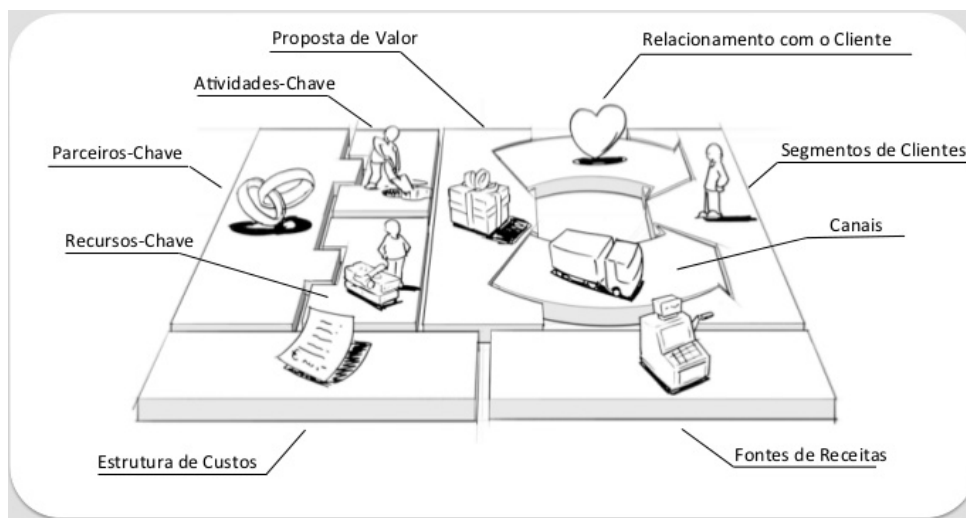 Proposta de Valor
Relacionamento com o Cliente
Atividades-Chave
Parceiros-Chave
Segmentos de Clientes
Recursos-Chave
Canais
Estrutura de Custos
Fontes de Receitas